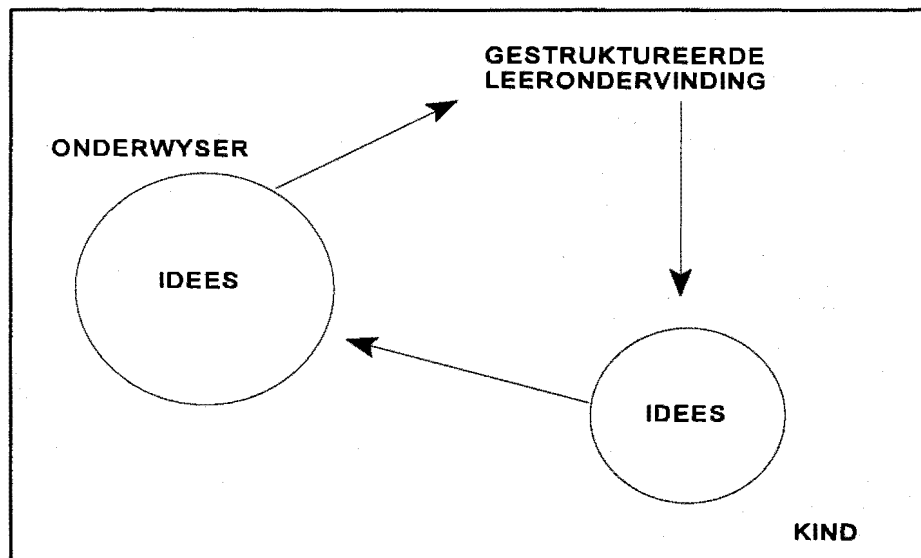 GESTRUKTUREERDE
LEERONDERVINDING
ONDERWYSER
IDEES
IDEES
KIND